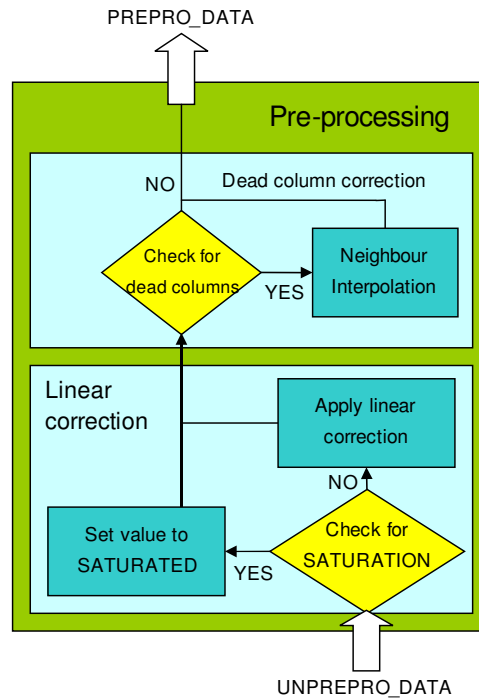 PREPRO_DATA
Pre-processing
NO
Dead column correction
Check for
dead columns
YES
Neighbour
Interpolation
Linear
correction
Apply linear
correction
NO
Set value to
SATURATED
YES
Check for
SATURATION
UNPREPRO_DATA